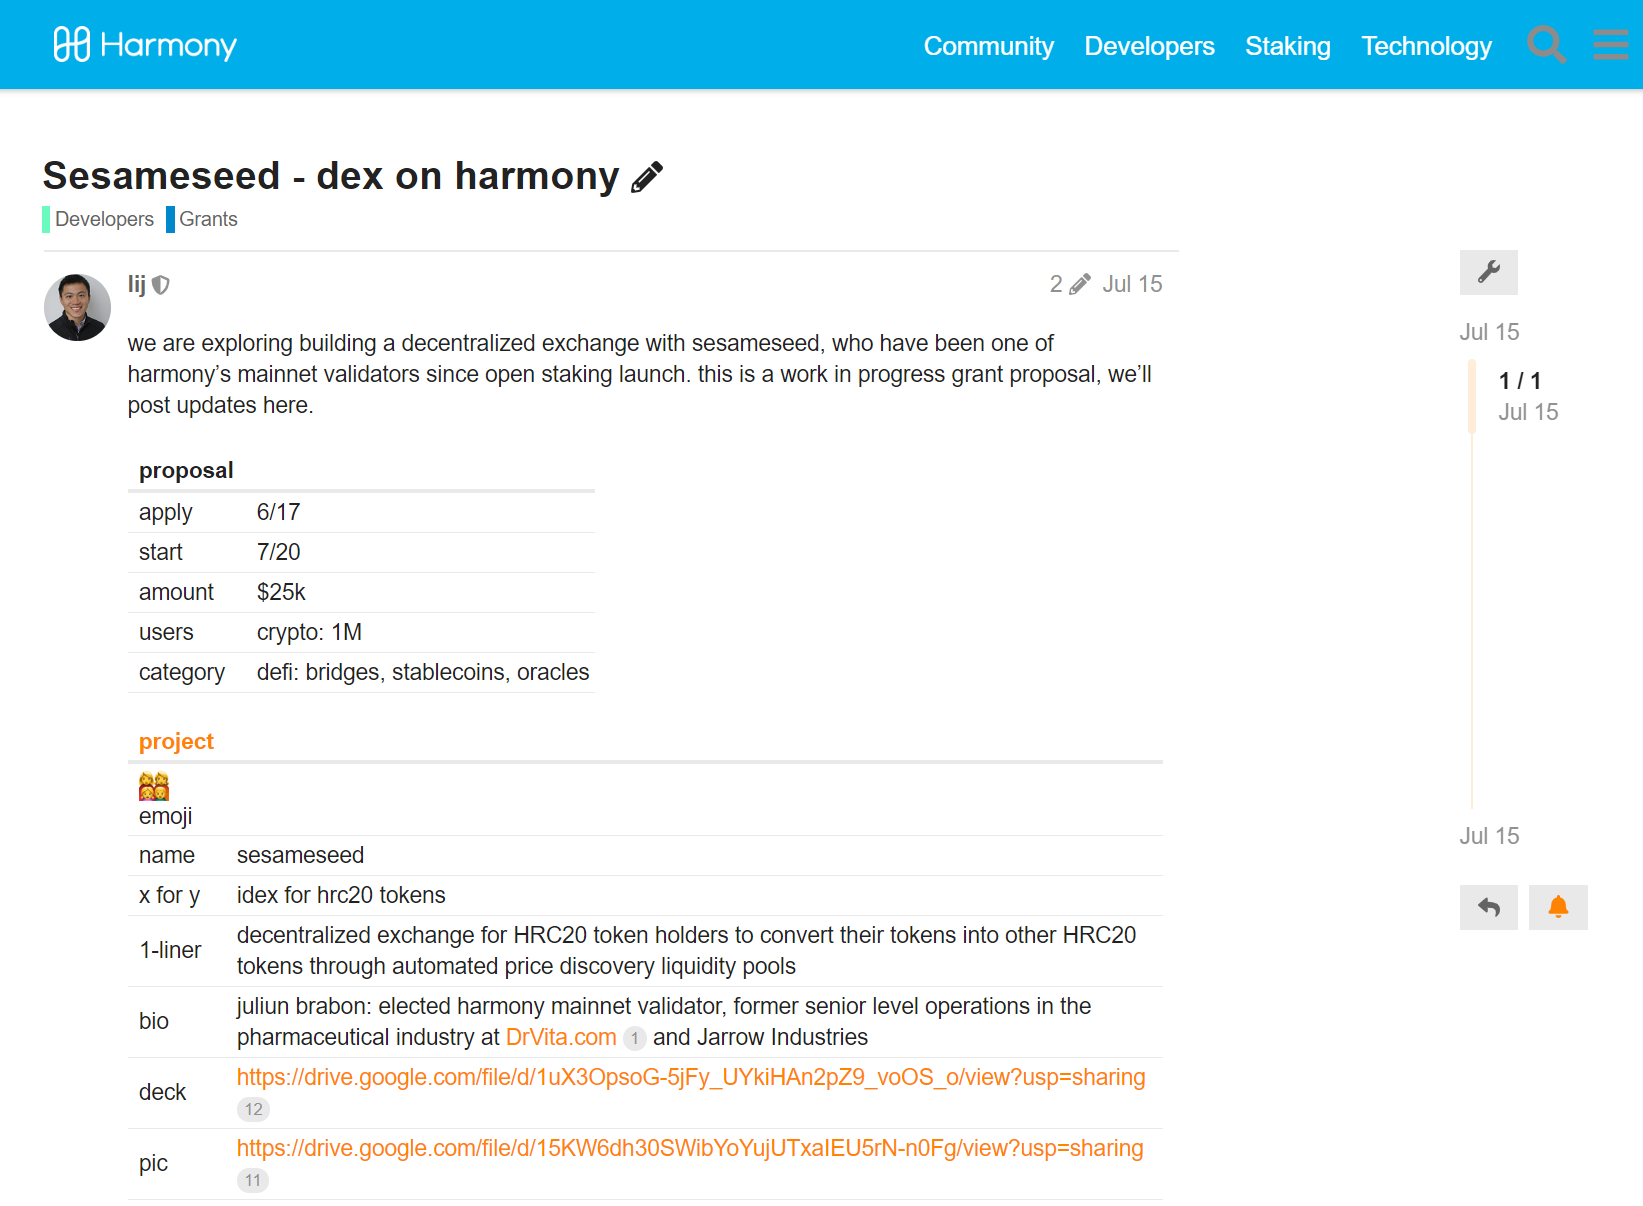 Harmony
Community Developers Staking Technology
Sesameseed - dex on harmony
Developers Grants
lij
2 Jul 15
we are exploring building a decentralized exchange with sesameseed, who have been one of
harmony’s mainnet validators since open staking launch. this is a work in progress grant proposal, we’ll
post updates here.
proposal
apply 6/17
start 7/20
amount $25k
users crypto: 1M
category defi: bridges, stablecoins, oracles
project
emoji
name sesameseed
x for y idex for hrc20 tokens
1-liner decentralized exchange for HRC20 token holders to convert their tokens into other HRC20
tokens through automated price discovery liquidity pools
bio juliun brabon: elected harmony mainnet validator, former senior level operations in the
pharmaceutical industry at DrVita.com 1 and Jarrow Industries
deck https://drive.google.com/file/d/1uX3OpsoG-5jFy_UYkiHAn2pZ9_voOS_o/view?usp=sharing
12
pic https://drive.google.com/file/d/15KW6dh30SWibYoYujUTxaIEU5rN-n0Fg/view?usp=sharing
11
Jul 15
1 / 1
Jul 15
Jul 15